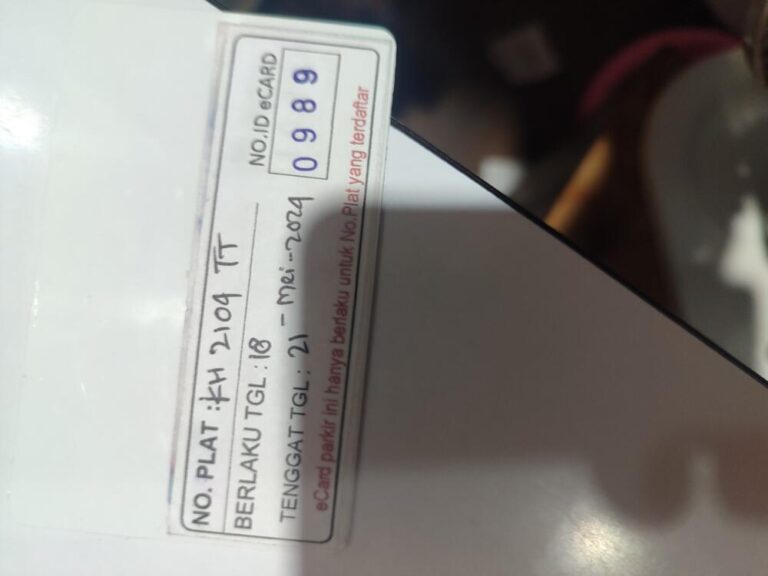 NO. PLAT : KH 2109 TT
BERLAKU TGL : 18
TENGGAT TGL : 21 - Mei - 2024
NO.ID eCARD
0989
eCard parkir ini hanya berlaku untuk No.Plat yang terdaftar